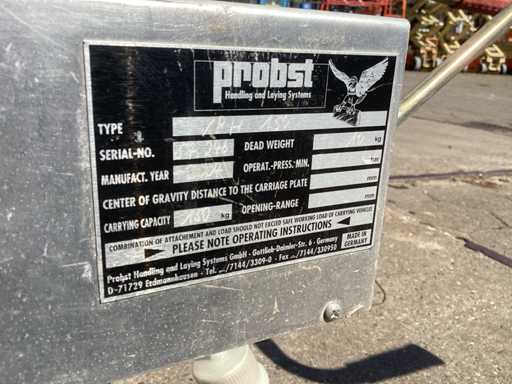 probst
Handling and Laying Systems
TYPE
SERIAL-NO. DEAD WEIGHT kg
MANUFACT. YEAR OPERAT.-PRESS.MIN. bar
CENTER OF GRAVITY DISTANCE TO THE CARRIAGE PLATE mm
CARRYING CAPACITY 150 kg OPENING-RANGE mm
COMBINATION OF ATTACHEMENT AND LOAD SHOULD NOT EXCEED SAFE WORKING LOAD OF CARRYING VEHICLE!
PLEASE NOTE OPERATING INSTRUCTIONS
Probst Handling and Laying Systems GmbH - Gottlieb-Daimler-Str. 6 - Germany
D-71729 Erdmannhausen - Tel. ../7144/3309-0 - Fax ../7144/330950
MADE IN
GERMANY